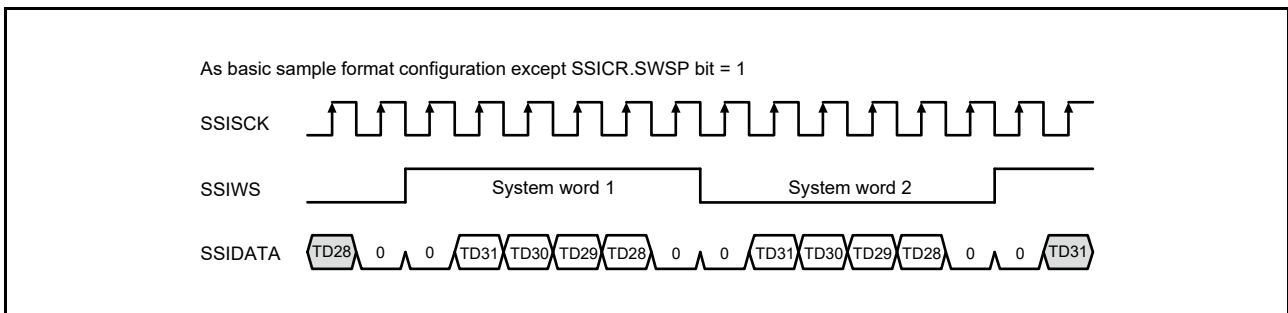 As basic sample format configuration except SSICR.SWSP bit = 1
SSISCK
SSIWS System word 1 System word 2
SSIDATA TD28 0 0 TD31 TD30 TD29 TD28 0 0 TD31 TD30 TD29 TD28 0 0 TD31